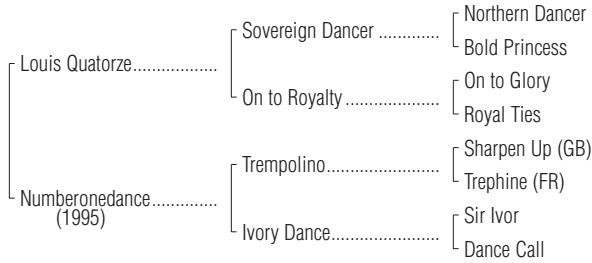 Northern Dancer
Sovereign Dancer .............
Bold Princess
Louis Quatorze.................
On to Glory
On to Royalty ....................
Royal Ties
Sharpen Up (GB)
Trempolino........................
Trephine (FR)
Numberonedance.............
(1995)
Sir Ivor
Ivory Dance.......................
Dance Call